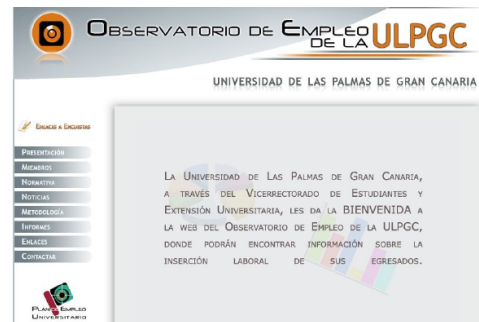 Observatorio de Empleo
de la ULPGC
UNIVERSIDAD DE LAS PALMAS DE GRAN CANARIA
Enlaces a Encuestas
Presentación
Miembros
Normativa
Noticias
Metodología
Informes
Enlaces
Contactar
La Universidad de Las Palmas de Gran Canaria,
a través del Vicerrectorado de Estudiantes y
Extensión Universitaria, les da la BIENVENIDA a
la web del Observatorio de Empleo de la ULPGC,
donde podrán encontrar información sobre la
inserción laboral de sus egresados.
Empleo
Universitario